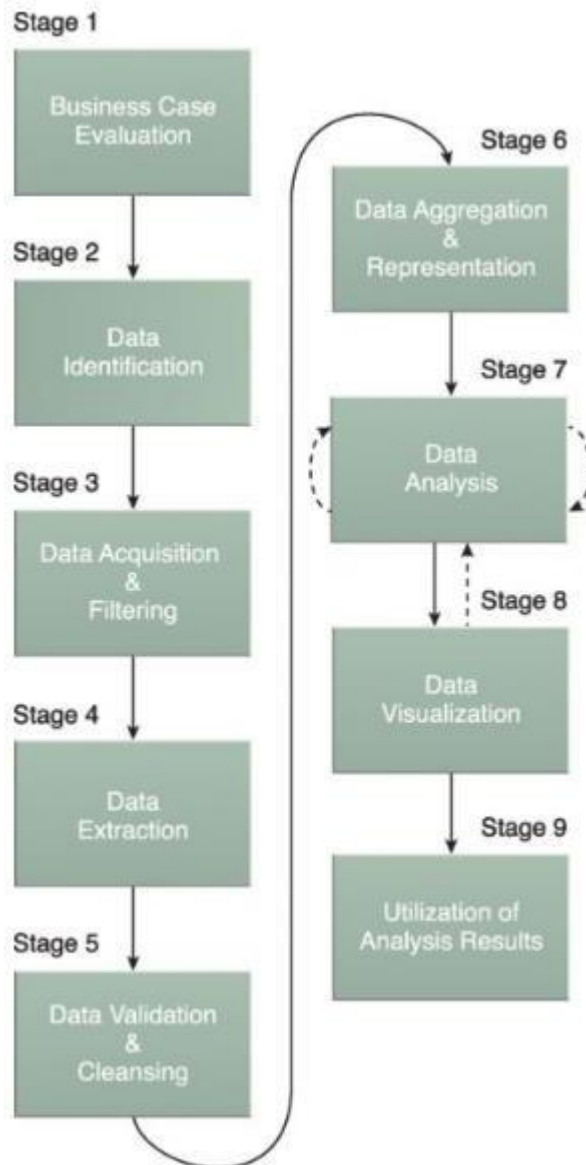 Stage 1
Business Case
Evaluation
Stage 2
Data
Identification
Stage 3
Data Acquisition
&
Filtering
Stage 4
Data
Extraction
Stage 5
Data Validation
&
Cleansing
Stage 6
Data Aggregation
&
Representation
Stage 7
Data
Analysis
Stage 8
Data
Visualization
Stage 9
Utilization of
Analysis Results